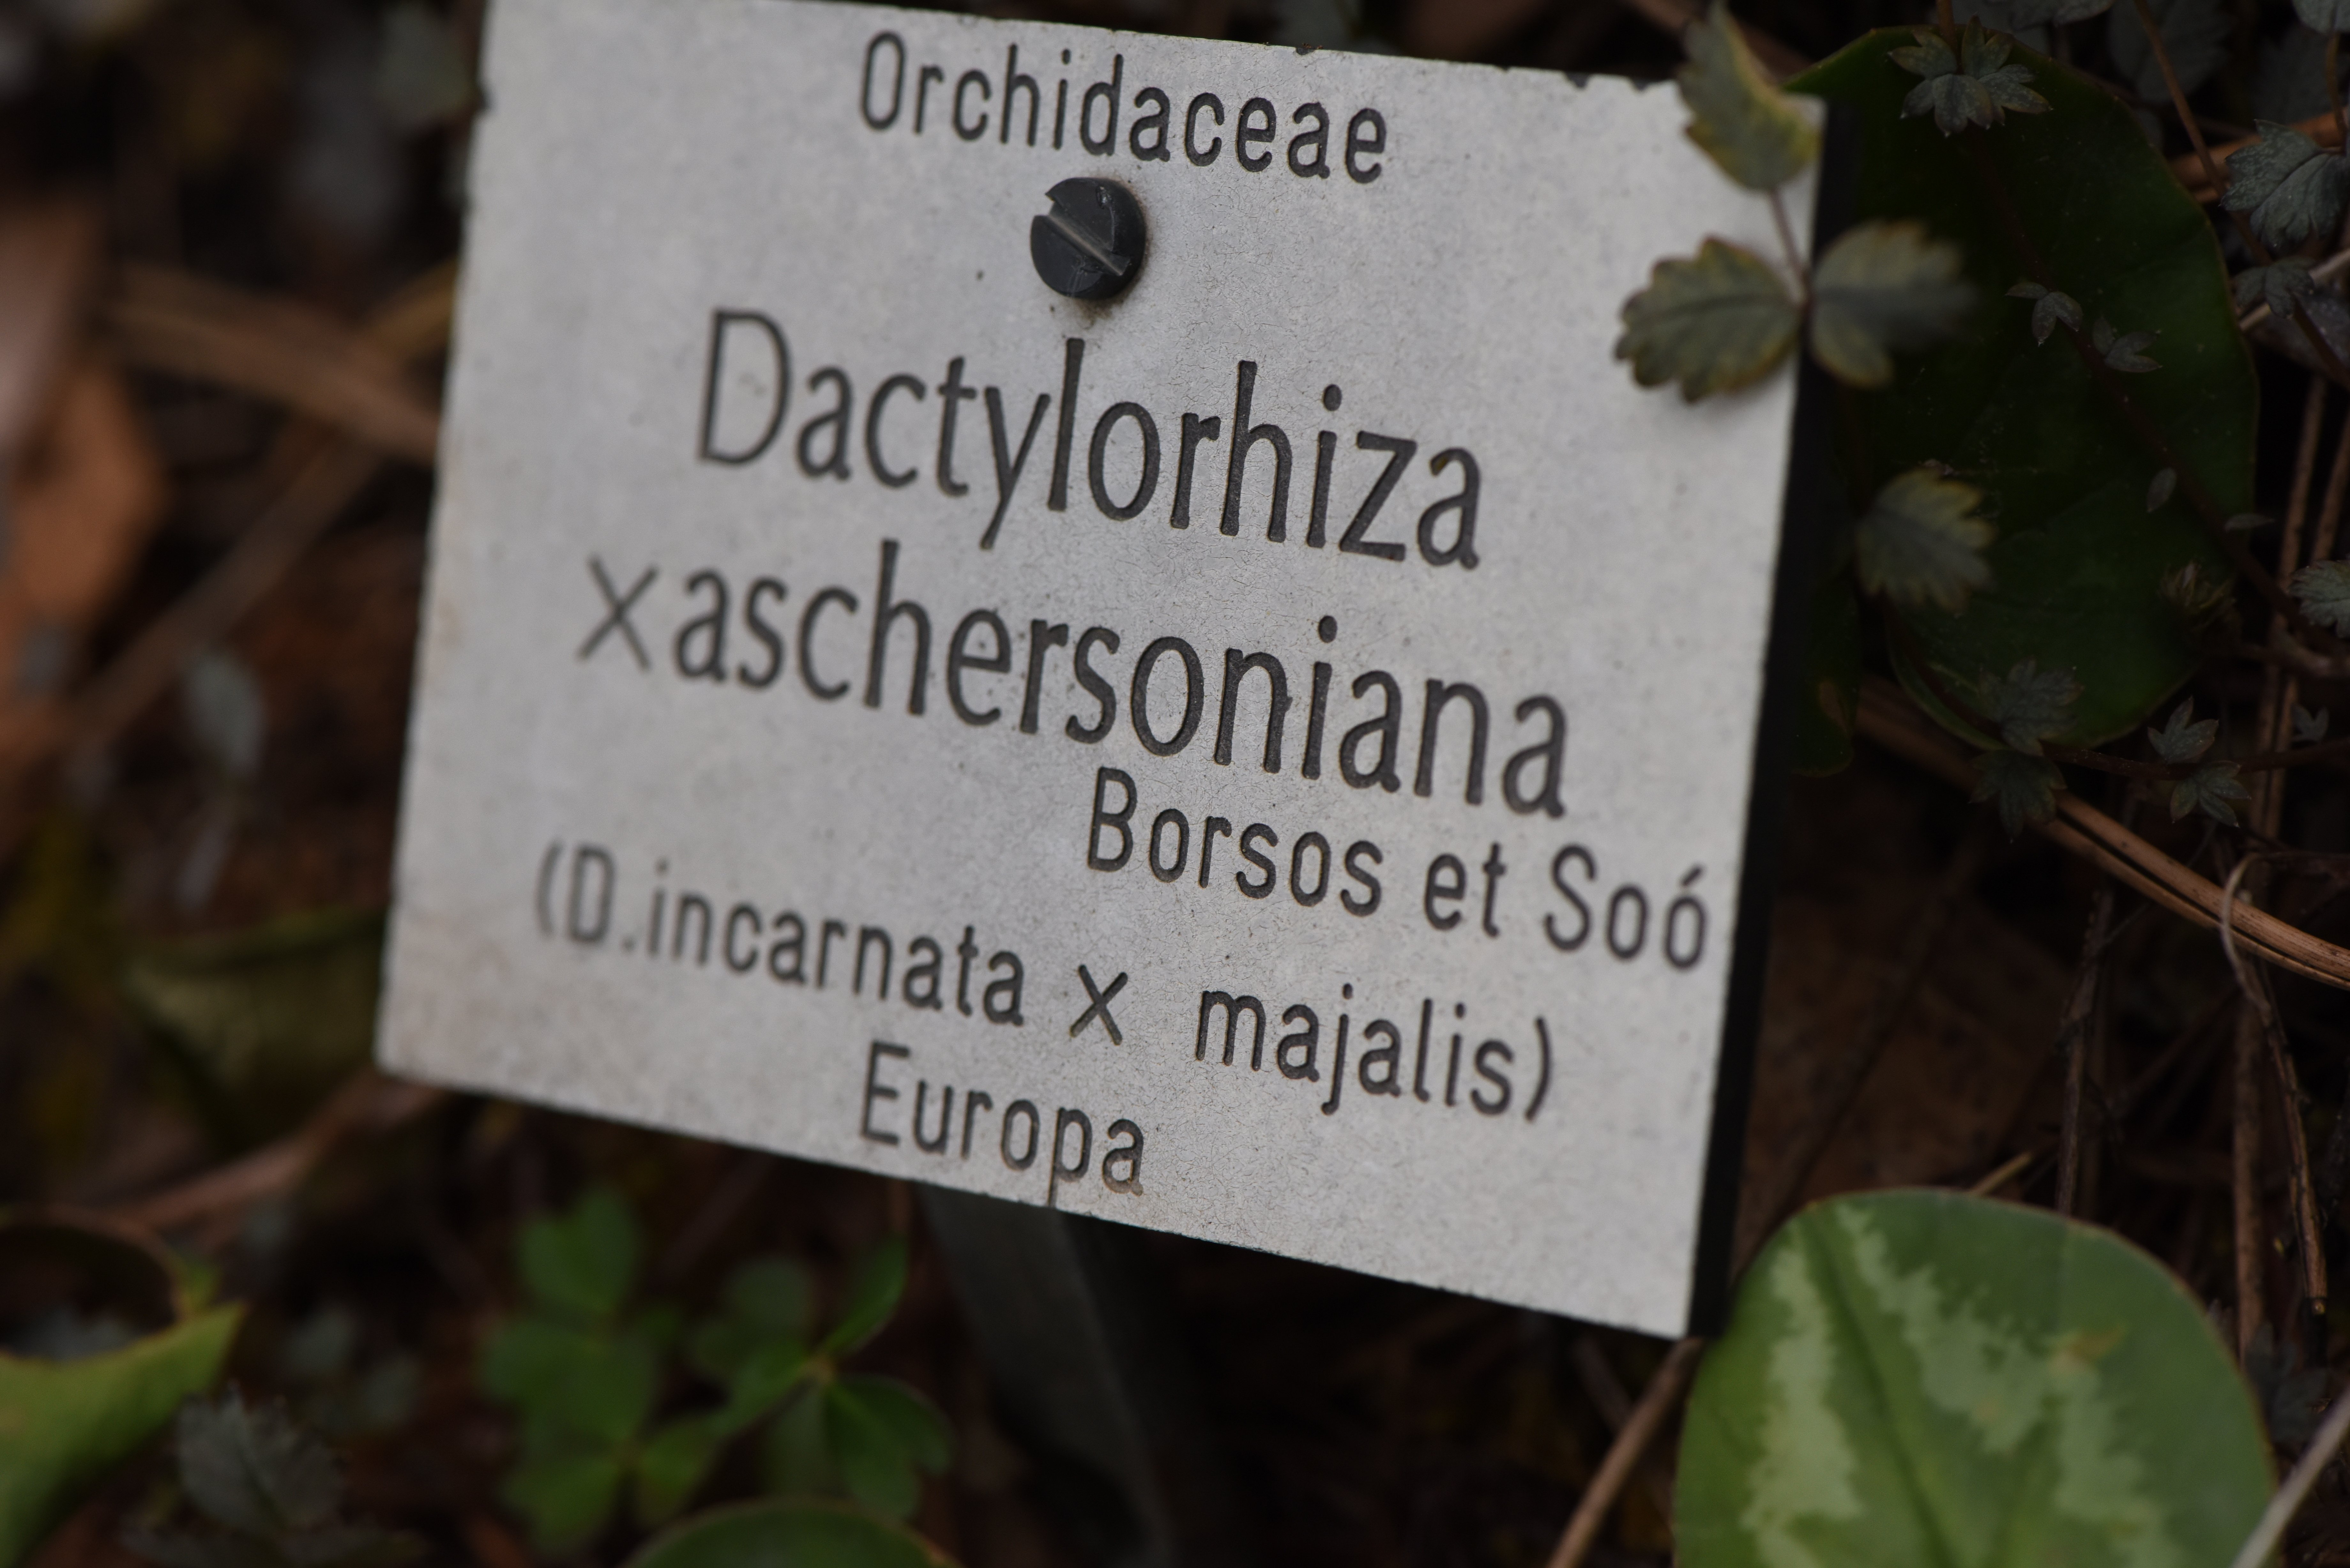 Orchidaceae
Dactylorhiza
×aschersoniana
Borsos et Soó
(D.incarnata × majalis)
Europa